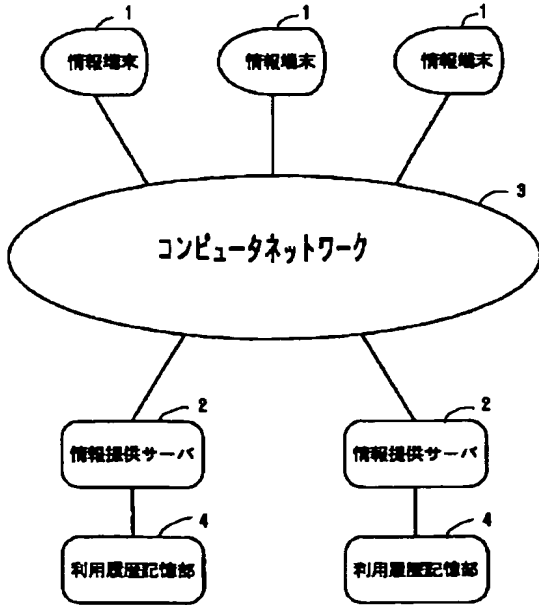 1 1 1
情報端末 情報端末 情報端末
3
コンピュータネットワーク
2 2
情報提供サーバ 情報提供サーバ
4 4
利用履歴記憶部 利用履歴記憶部